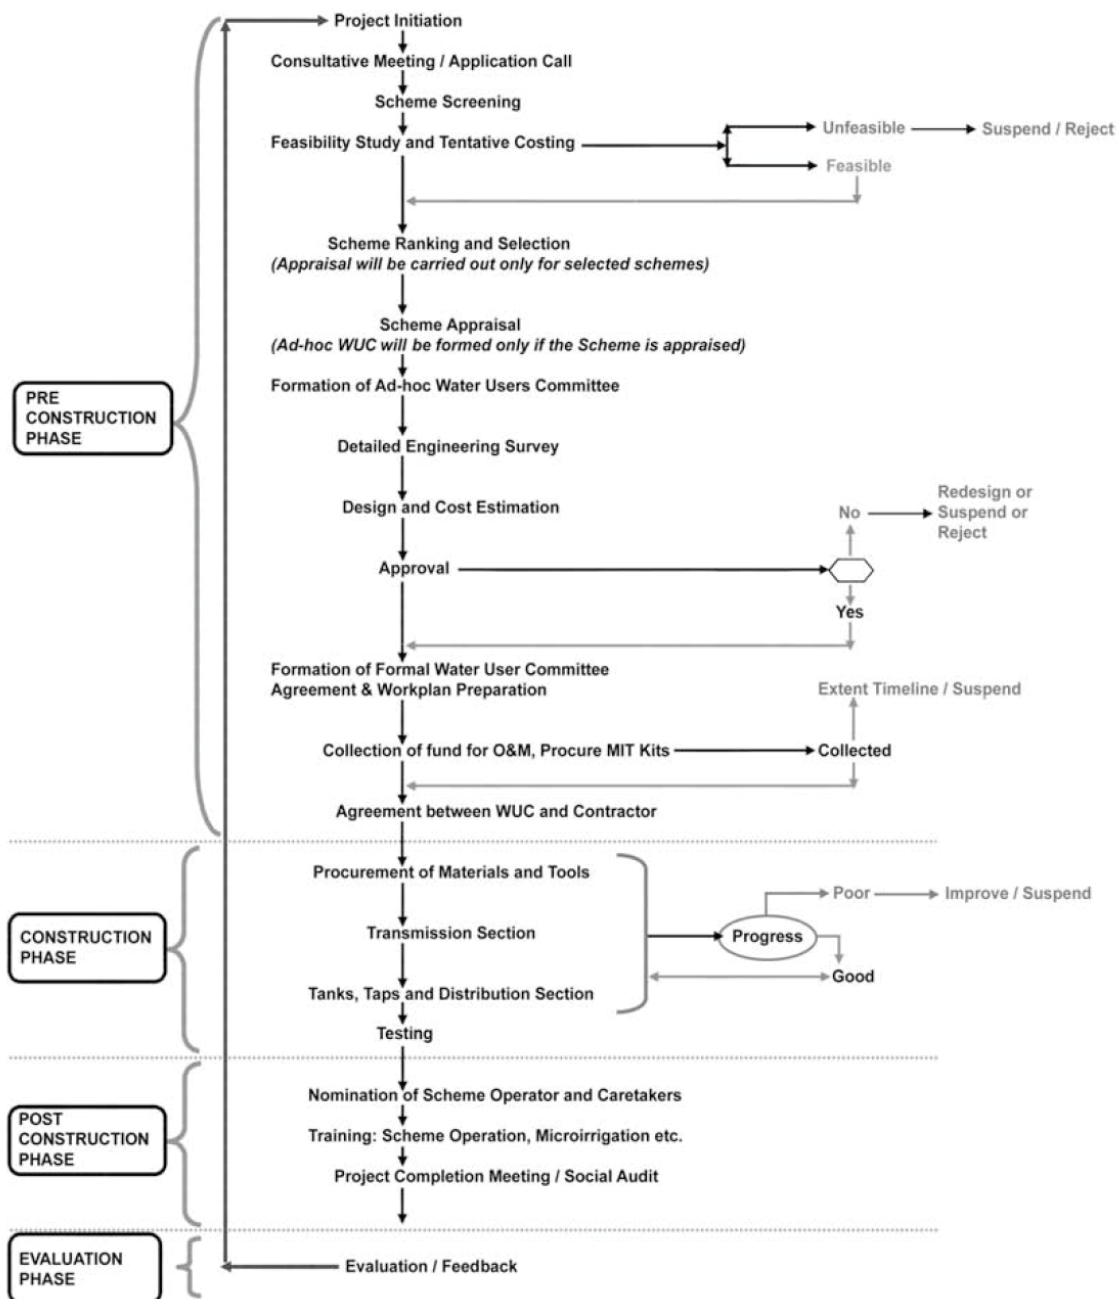 Project Initiation
Consultative Meeting / Application Call
Scheme Screening
Feasibility Study and Tentative Costing
Unfeasible
Suspend / Reject
Feasible
Scheme Ranking and Selection
(Appraisal will be carried out only for selected schemes)
Scheme Appraisal
(Ad-hoc WUC will be formed only if the Scheme is appraised)
Formation of Ad-hoc Water Users Committee
PRE
CONSTRUCTION
PHASE
Detailed Engineering Survey
Design and Cost Estimation
No
Redesign or
Suspend or
Reject
Approval
Yes
Formation of Formal Water User Committee
Agreement & Workplan Preparation
Extent Timeline / Suspend
Collection of fund for O&M, Procure MIT Kits
Collected
Agreement between WUC and Contractor
Procurement of Materials and Tools
Poor
Improve / Suspend
CONSTRUCTION
PHASE
Transmission Section
Progress
Good
Tanks, Taps and Distribution Section
Testing
Nomination of Scheme Operator and Caretakers
POST
CONSTRUCTION
PHASE
Training: Scheme Operation, Microirrigation etc.
Project Completion Meeting / Social Audit
EVALUATION
PHASE
Evaluation / Feedback